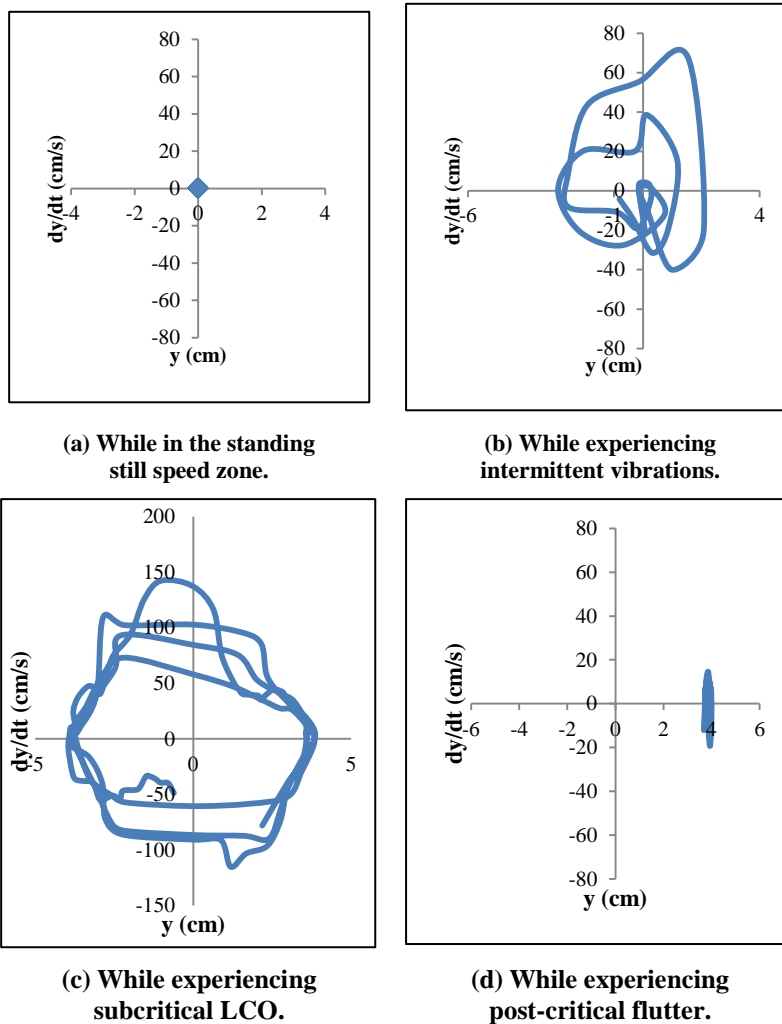 80
60
40
20
0
-20
-40
-60
-80
-4 -2 0 2 4
dy/dt (cm/s)
y (cm)
(a) While in the standing
still speed zone.
80
60
40
20
0
-20
-40
-60
-80
-6 -1 4
dy/dt (cm/s)
y (cm)
(b) While experiencing
intermittent vibrations.
200
150
100
50
0
-50
-100
-150
-5 0 5
dy/dt (cm/s)
y (cm)
(c) While experiencing
subcritical LCO.
80
60
40
20
0
-20
-40
-60
-80
-6 -4 -2 0 2 4 6
dy/dt (cm/s)
y (cm)
(d) While experiencing
post-critical flutter.